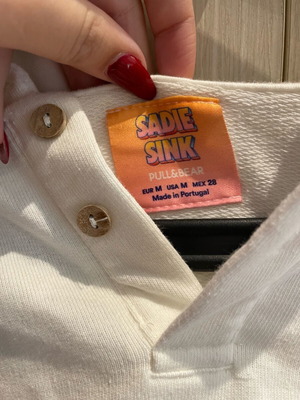 SADIE
SINK
PULL&BEAR
EUR M USA M MEX 28
Made in Portugal